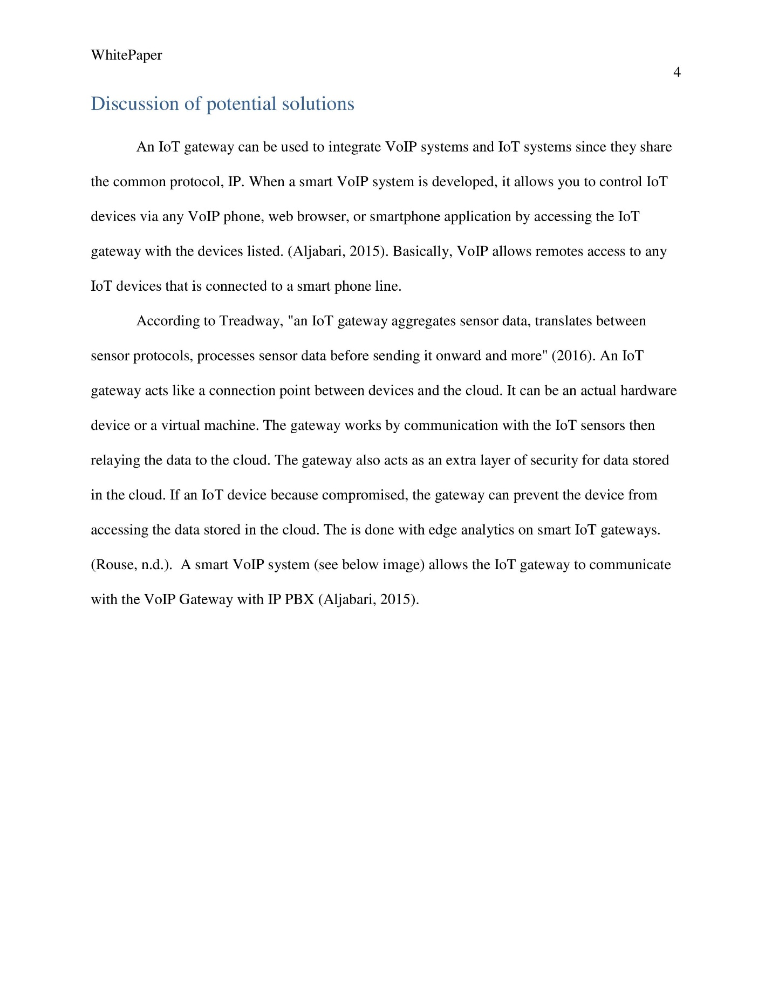 WhitePaper
4
Discussion of potential solutions
An IoT gateway can be used to integrate VoIP systems and IoT systems since they share
the common protocol, IP. When a smart VoIP system is developed, it allows you to control IoT
devices via any VoIP phone, web browser, or smartphone application by accessing the IoT
gateway with the devices listed. (Aljabari, 2015). Basically, VoIP allows remotes access to any
IoT devices that is connected to a smart phone line.
According to Treadway, "an IoT gateway aggregates sensor data, translates between
sensor protocols, processes sensor data before sending it onward and more" (2016). An IoT
gateway acts like a connection point between devices and the cloud. It can be an actual hardware
device or a virtual machine. The gateway works by communication with the IoT sensors then
relaying the data to the cloud. The gateway also acts as an extra layer of security for data stored
in the cloud. If an IoT device because compromised, the gateway can prevent the device from
accessing the data stored in the cloud. The is done with edge analytics on smart IoT gateways.
(Rouse, n.d.).  A smart VoIP system (see below image) allows the IoT gateway to communicate
with the VoIP Gateway with IP PBX (Aljabari, 2015).